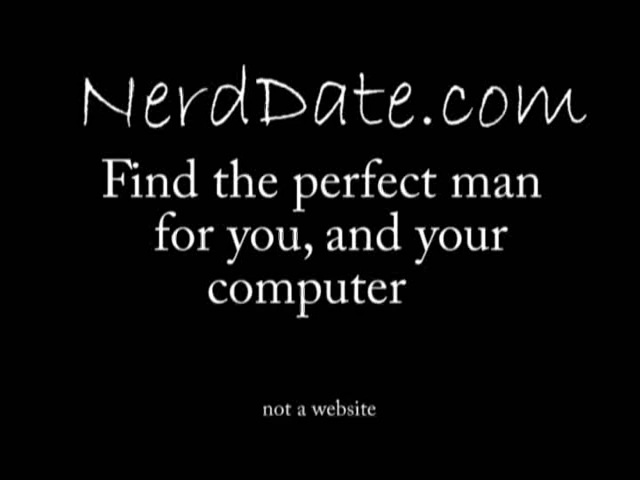 NerdDate.com
Find the perfect man
for you, and your
computer
not a website